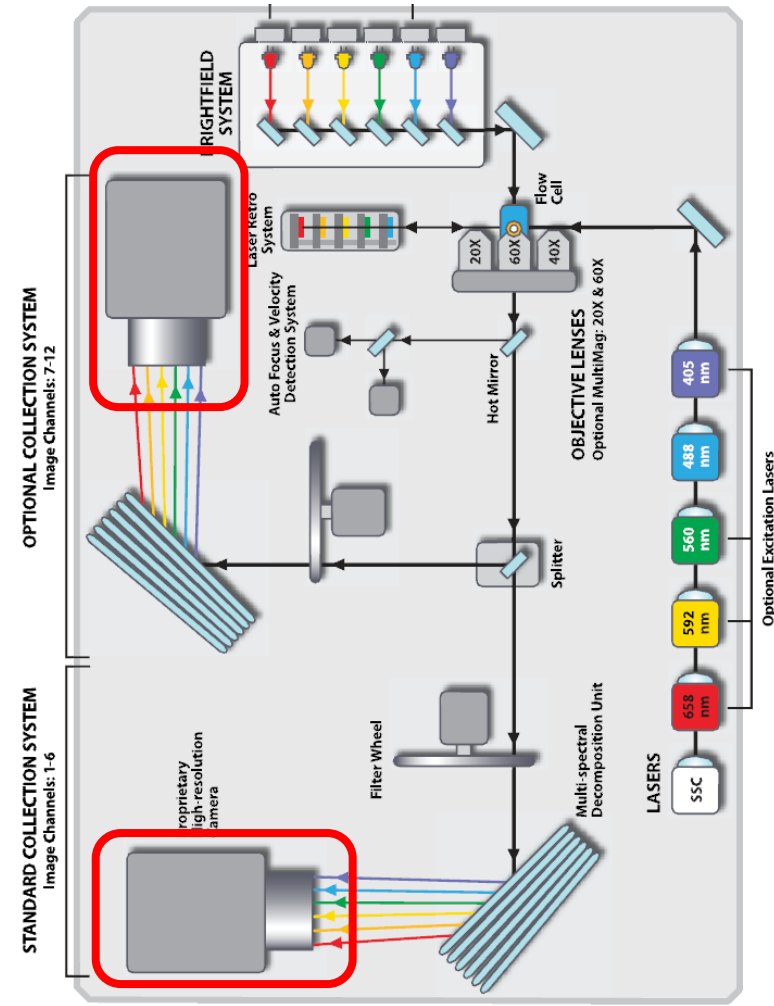 BRIGHTFIELD
SYSTEM
Flow
Cell
Laser Retro
System
20X
60X
40X
OPTIONAL COLLECTION SYSTEM
Image Channels: 7-12
Auto Focus & Velocity
Detection System
Hot Mirror
OBJECTIVE LENSES
Optional MultiMag: 20X & 60X
405
nm
488
nm
560
nm
592
nm
658
nm
SSC
LASERS
Optional Excitation Lasers
Splitter
STANDARD COLLECTION SYSTEM
Image Channels: 1-6
roprietary
igh-resolution
amera
Filter Wheel
Multi-spectral
Decomposition Unit